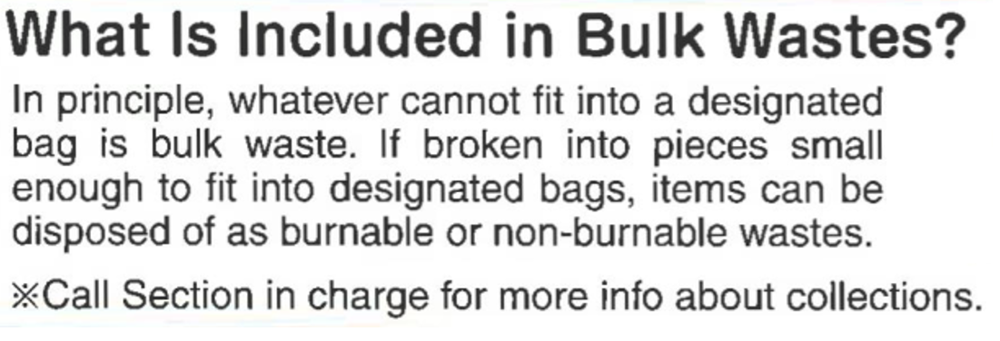 What Is Included in Bulk Wastes?
In principle, whatever cannot fit into a designated
bag is bulk waste. If broken into pieces small
enough to fit into designated bags, items can be
disposed of as burnable or non-burnable wastes.
※Call Section in charge for more info about collections.